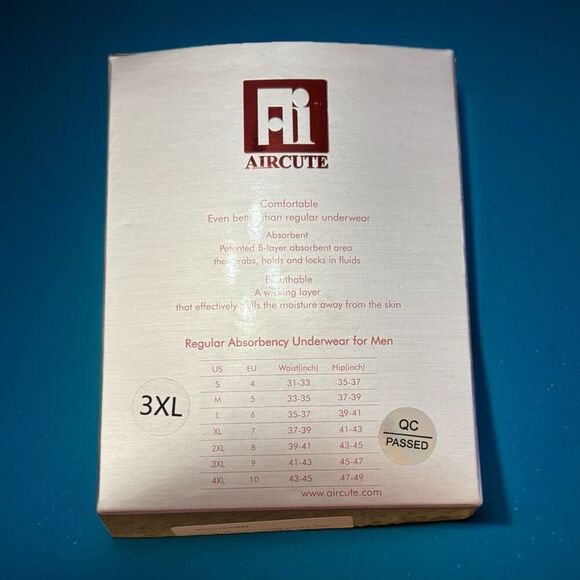 Ai
AIRCUTE
Comfortable
Even better than regular underwear
Absorbent
Patented 5-layer absorbent area
that grabs, holds and locks in fluids
Breathable
A wicking layer
that effectively pulls the moisture away from the skin
Regular Absorbency Underwear for Men
US EU Waist(inch) Hip(inch)
S 4 31-33 35-37
M 5 33-35 37-39
L 6 35-37 39-41
XL 7 37-39 41-43
2XL 8 39-41 43-45
3XL 9 41-43 45-47
4XL 10 43-45 47-49
3XL
QC
PASSED
www.aircute.com